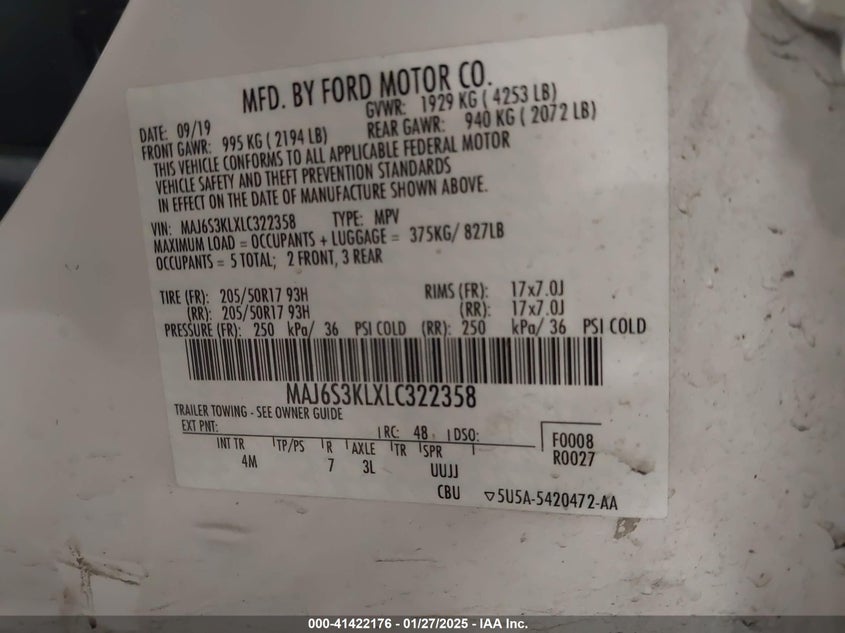 MFD. BY FORD MOTOR CO.
DATE: 09/19 GVWR: 1929 KG ( 4253 LB)
FRONT GAWR: 995 KG ( 2194 LB) REAR GAWR: 940 KG ( 2072 LB)
THIS VEHICLE CONFORMS TO ALL APPLICABLE FEDERAL MOTOR
VEHICLE SAFETY AND THEFT PREVENTION STANDARDS
IN EFFECT ON THE DATE OF MANUFACTURE SHOWN ABOVE.
VIN: MAJ6S3KLXLC322358 TYPE: MPV
MAXIMUM LOAD = OCCUPANTS + LUGGAGE = 375KG/ 827LB
OCCUPANTS = 5 TOTAL; 2 FRONT, 3 REAR
TIRE (FR): 205/50R17 93H RIMS (FR): 17x7.0J
(RR): 205/50R17 93H (RR): 17x7.0J
PRESSURE (FR): 250 kPa/ 36 PSI COLD (RR): 250 kPa/ 36 PSI COLD
MAJ6S3KLXLC322358
TRAILER TOWING - SEE OWNER GUIDE
EXT PNT: RC: 48 DSO: F0008
INT TR TP/PS R AXLE TR SPR R0027
4M 7 3L UUJJ
CBU ▽5U5A-5420472-AA
000-41422176 - 01/27/2025 - IAA Inc.